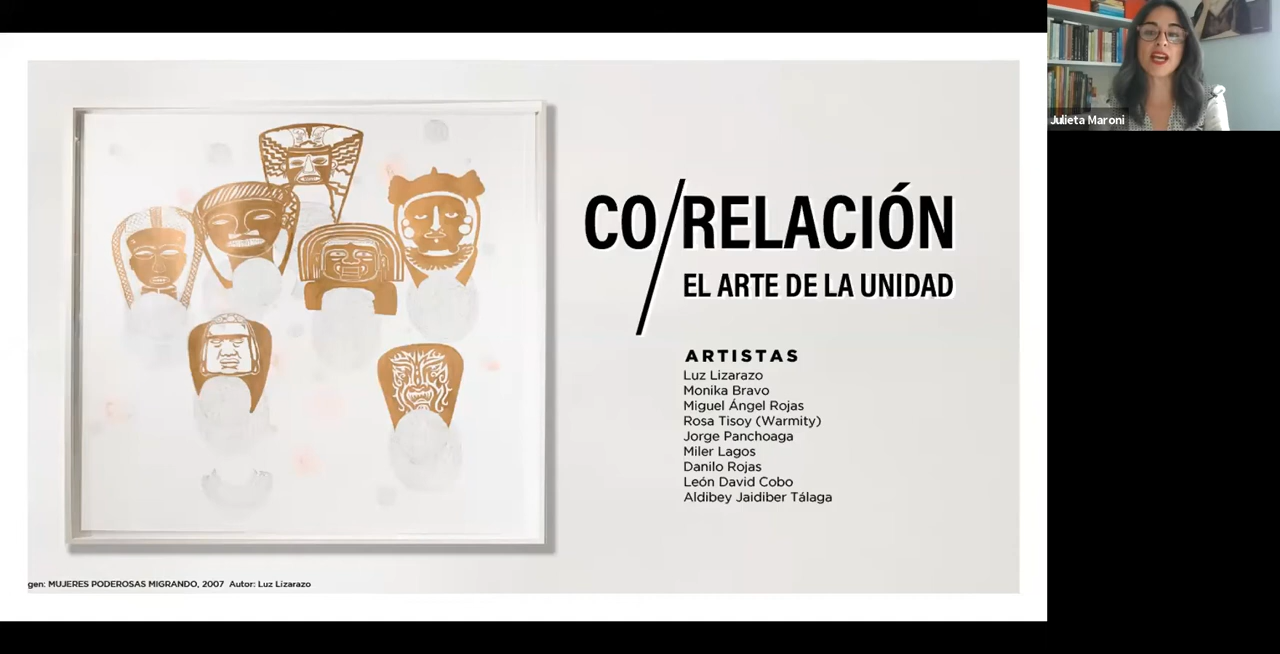 Julieta Maroni
CO/RELACIÓN
EL ARTE DE LA UNIDAD
ARTISTAS
Luz Lizarazo
Monika Bravo
Miguel Ángel Rojas
Rosa Tisoy (Warmity)
Jorge Panchoaga
Miler Lagos
Danilo Rojas
León David Cobo
Aldibey Jaidiber Tálaga
gen: MUJERES PODEROSAS MIGRANDO, 2007 Autor: Luz Lizarazo